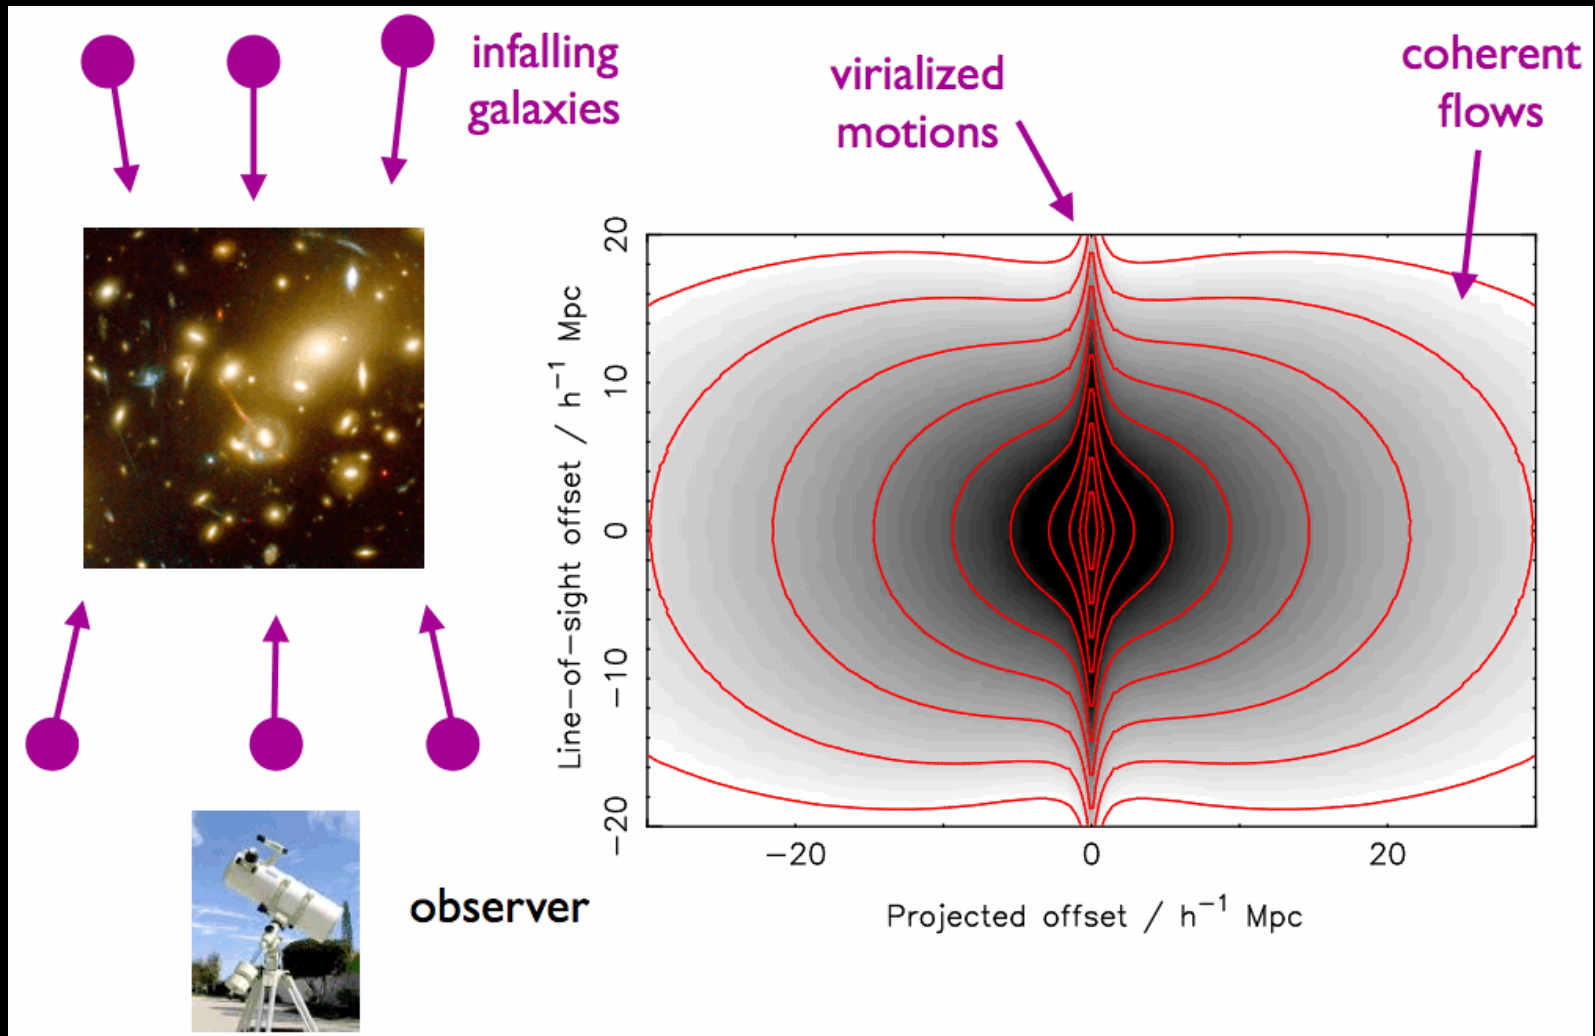 infalling
galaxies
virialized
motions
coherent
flows
observer
Line-of-sight offset / h⁻¹ Mpc
20
10
0
-10
-20
-20
0
20
Projected offset / h⁻¹ Mpc